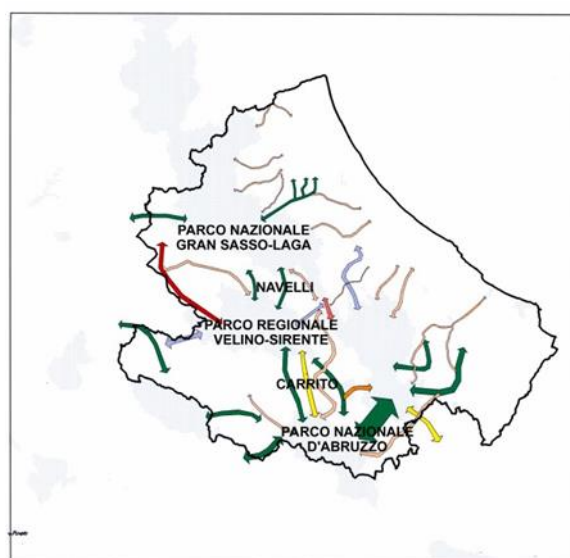 PARCO NAZIONALE
GRAN SASSO-LAGA
NAVELLI
PARCO REGIONALE
VELINO-SIRENTE
CARRITO
PARCO NAZIONALE
D'ABRUZZO